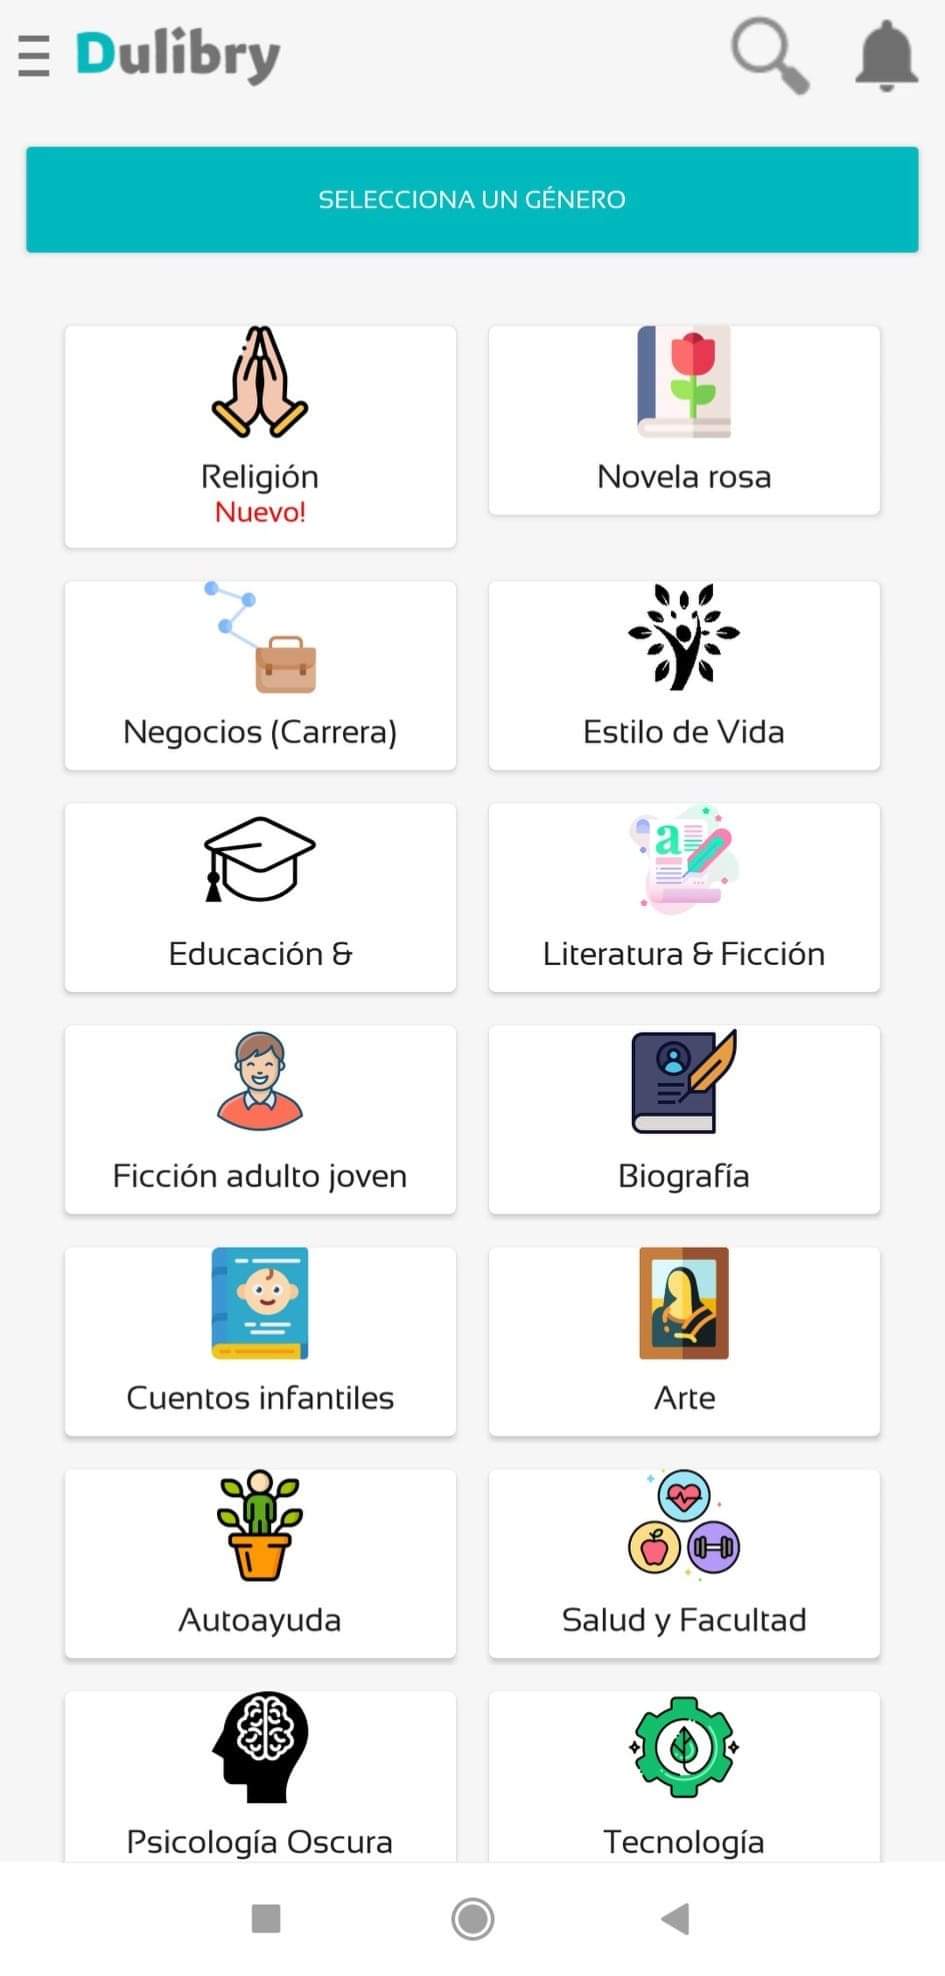 Dulibry
SELECCIONA UN GÉNERO
Religión
Nuevo!
Novela rosa
Negocios (Carrera)
Estilo de Vida
Educación &
Literatura & Ficción
Ficción adulto joven
Biografía
Cuentos infantiles
Arte
Autoayuda
Salud y Facultad
Psicología Oscura
Tecnología